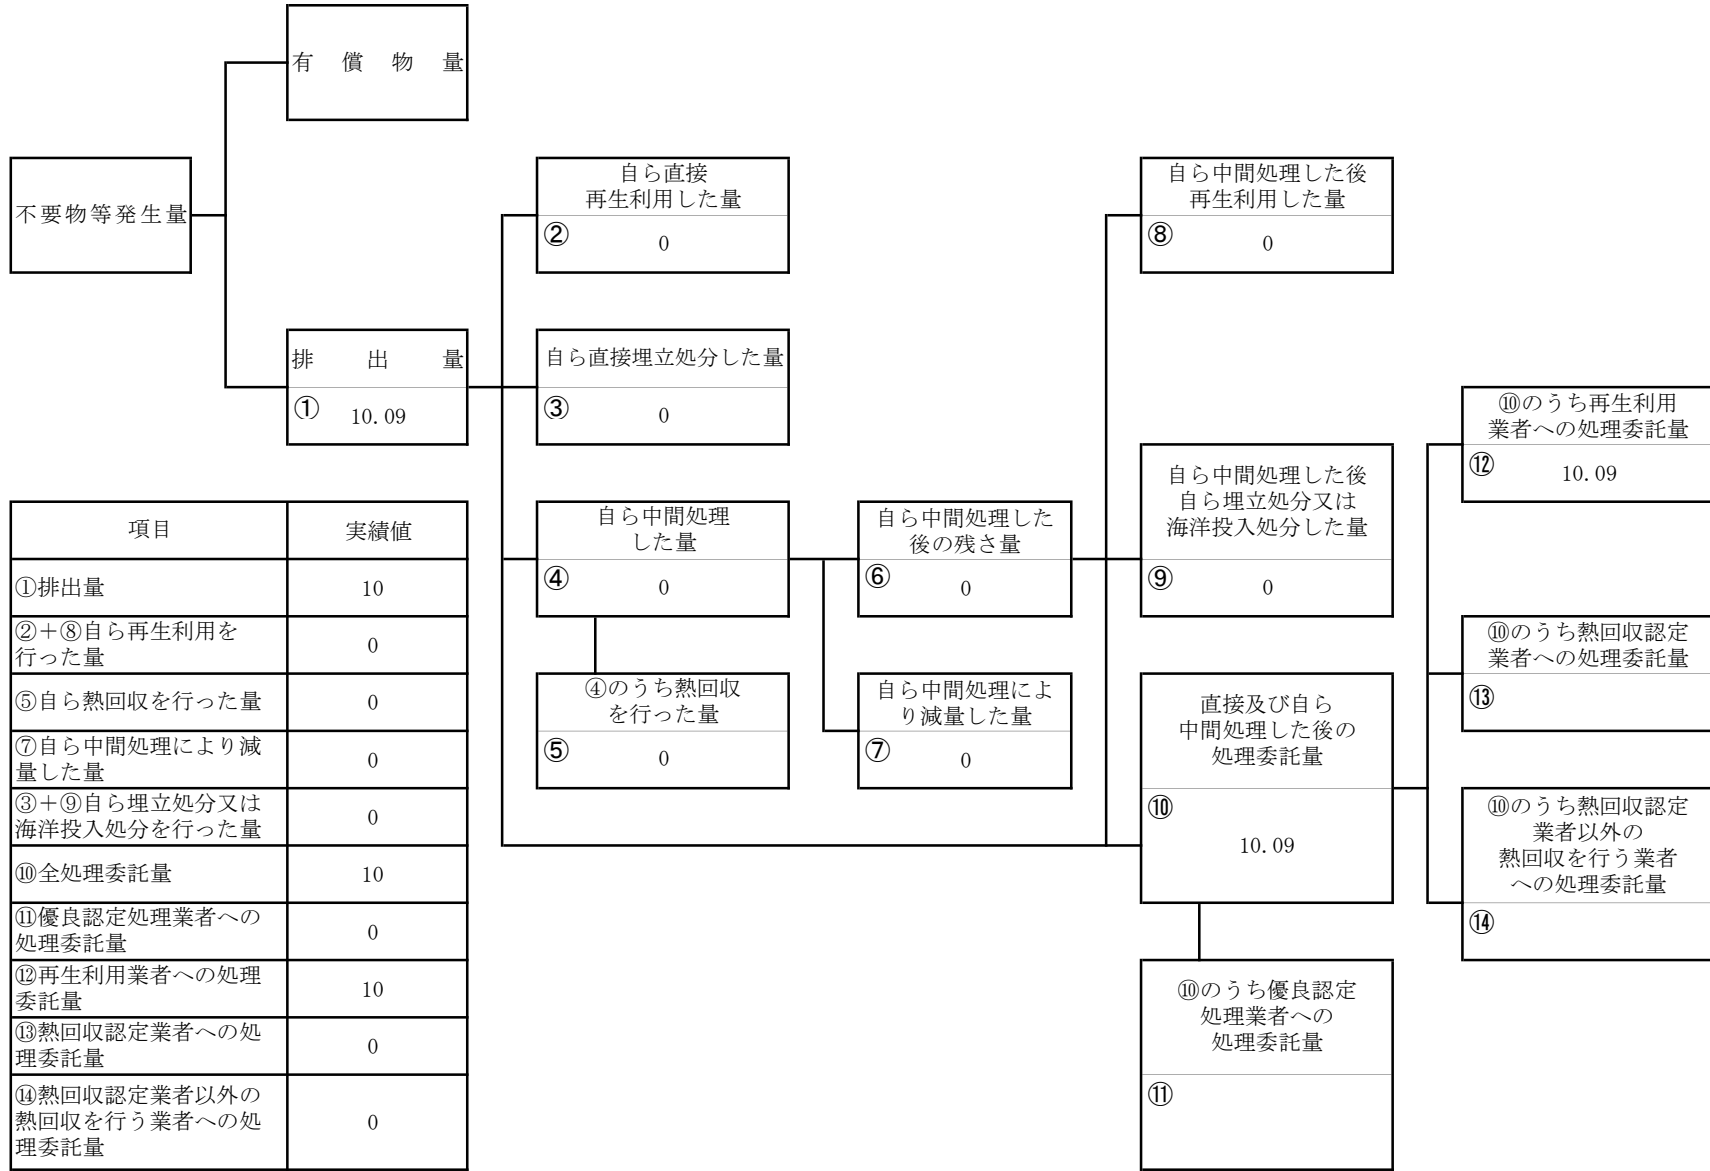 有償物量
不要物等発生量
排出量
① 10.09
自ら直接
再生利用した量
② 0
自ら直接埋立処分した量
③ 0
自ら中間処理
した量
④ 0
④のうち熱回収
を行った量
⑤ 0
自ら中間処理した
後の残さ量
⑥ 0
自ら中間処理によ
り減量した量
⑦ 0
自ら中間処理した後
再生利用した量
⑧ 0
自ら中間処理した後
自ら埋立処分又は
海洋投入処分した量
⑨ 0
直接及び自ら
中間処理した後の
処理委託量
⑩
10.09
⑩のうち優良認定
処理業者への
処理委託量
⑪
⑩のうち再生利用
業者への処理委託量
⑫ 10.09
⑩のうち熱回収認定
業者への処理委託量
⑬
⑩のうち熱回収認定
業者以外の
熱回収を行う業者
への処理委託量
⑭
項目 実績値
①排出量 10
②＋⑧自ら再生利用を
行った量 0
⑤自ら熱回収を行った量 0
⑦自ら中間処理により減
量した量 0
③＋⑨自ら埋立処分又は
海洋投入処分を行った量 0
⑩全処理委託量 10
⑪優良認定処理業者への
処理委託量 0
⑫再生利用業者への処理
委託量 10
⑬熱回収認定業者への処
理委託量 0
⑭熱回収認定業者以外の
熱回収を行う業者への処
理委託量 0